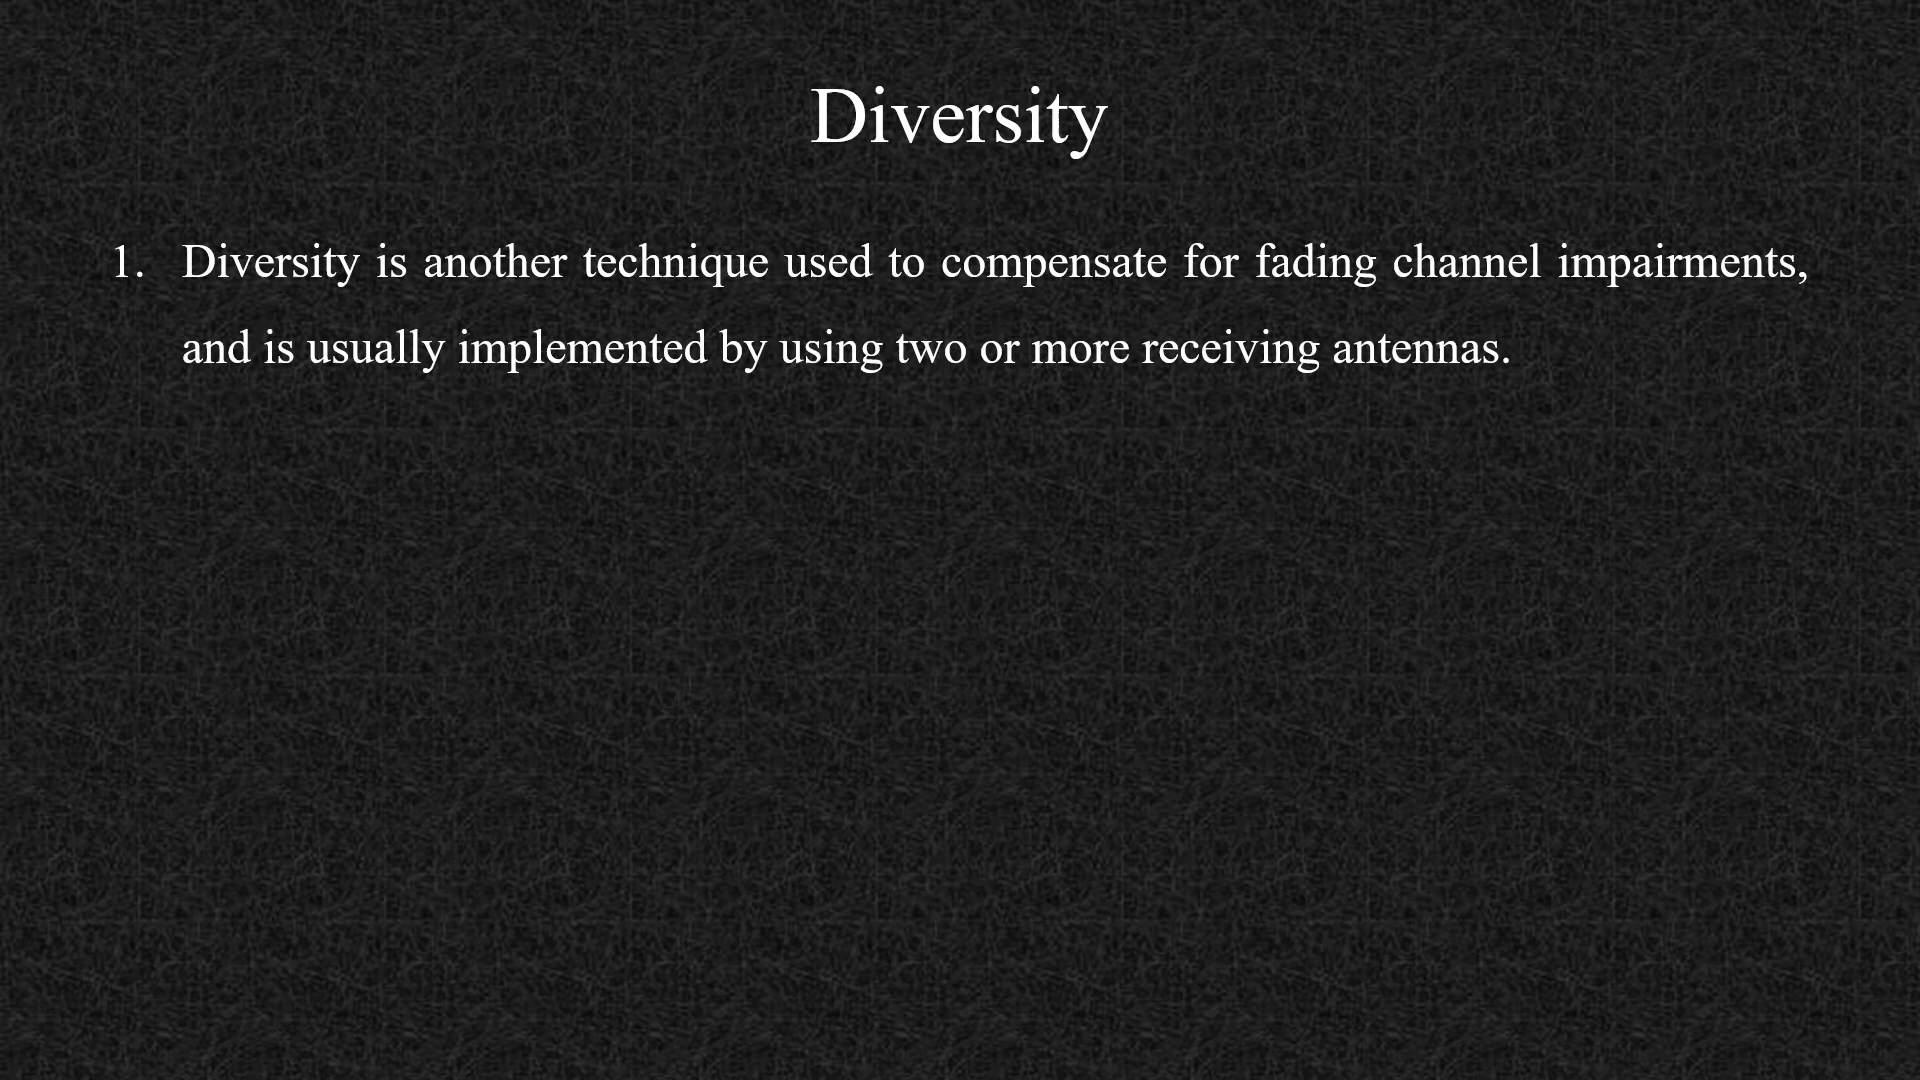 Diversity
1. Diversity is another technique used to compensate for fading channel impairments,
and is usually implemented by using two or more receiving antennas.